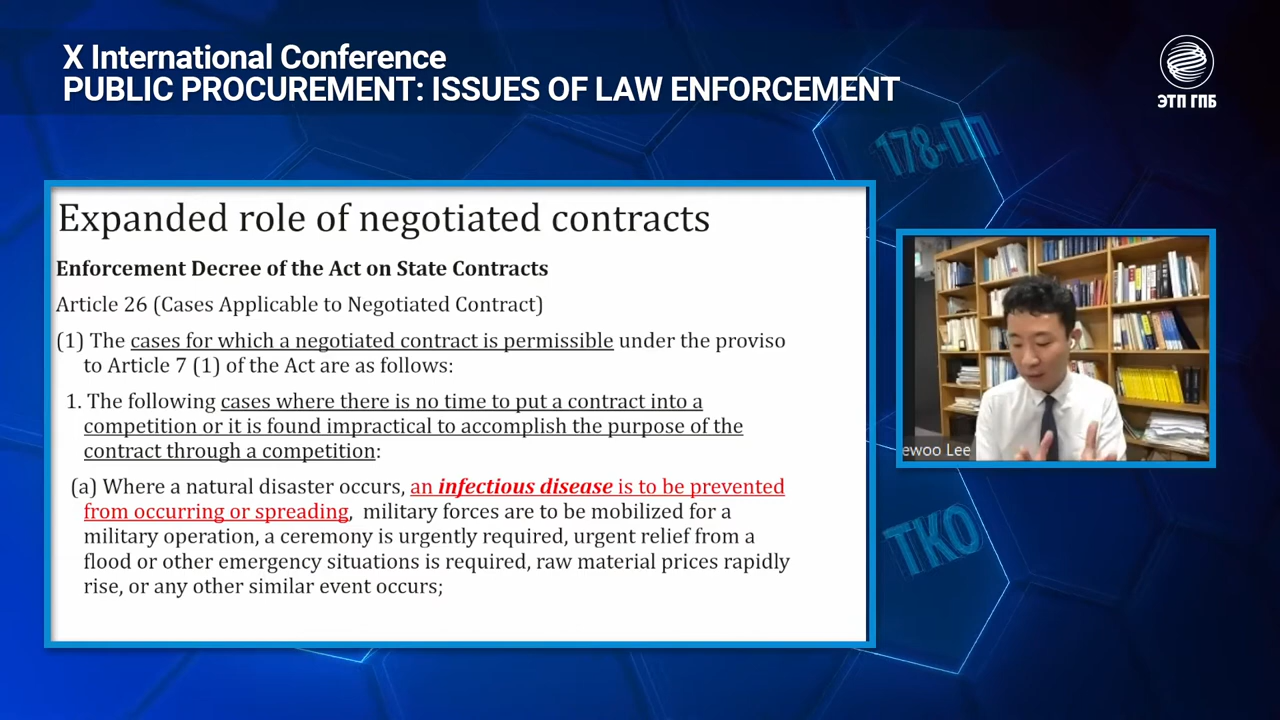 X International Conference
PUBLIC PROCUREMENT: ISSUES OF LAW ENFORCEMENT
ЭТП ГПБ
178-ПП
Expanded role of negotiated contracts
Enforcement Decree of the Act on State Contracts
Article 26 (Cases Applicable to Negotiated Contract)
(1) The cases for which a negotiated contract is permissible under the proviso
to Article 7 (1) of the Act are as follows:
1. The following cases where there is no time to put a contract into a
competition or it is found impractical to accomplish the purpose of the
contract through a competition:
(a) Where a natural disaster occurs, an infectious disease is to be prevented
from occurring or spreading, military forces are to be mobilized for a
military operation, a ceremony is urgently required, urgent relief from a
flood or other emergency situations is required, raw material prices rapidly
rise, or any other similar event occurs;
ewoo Lee
ТКО